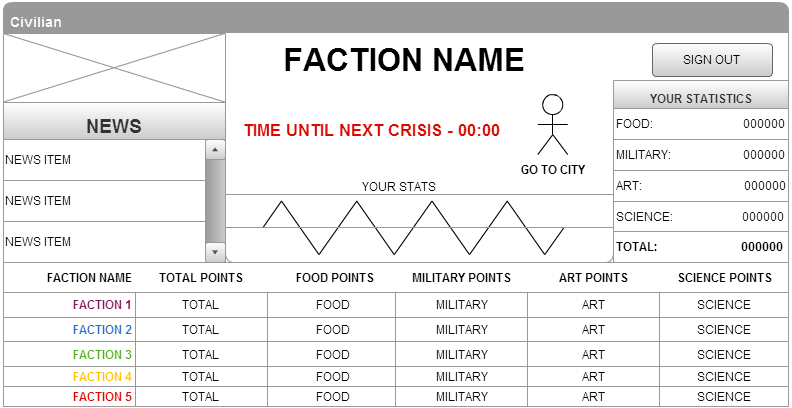 Civilian
FACTION NAME
SIGN OUT
NEWS
NEWS ITEM
NEWS ITEM
NEWS ITEM
TIME UNTIL NEXT CRISIS - 00:00
GO TO CITY
YOUR STATS
YOUR STATISTICS
FOOD: 000000
MILITARY: 000000
ART: 000000
SCIENCE: 000000
TOTAL: 000000
FACTION NAME TOTAL POINTS FOOD POINTS MILITARY POINTS ART POINTS SCIENCE POINTS
FACTION 1 TOTAL FOOD MILITARY ART SCIENCE
FACTION 2 TOTAL FOOD MILITARY ART SCIENCE
FACTION 3 TOTAL FOOD MILITARY ART SCIENCE
FACTION 4 TOTAL FOOD MILITARY ART SCIENCE
FACTION 5 TOTAL FOOD MILITARY ART SCIENCE